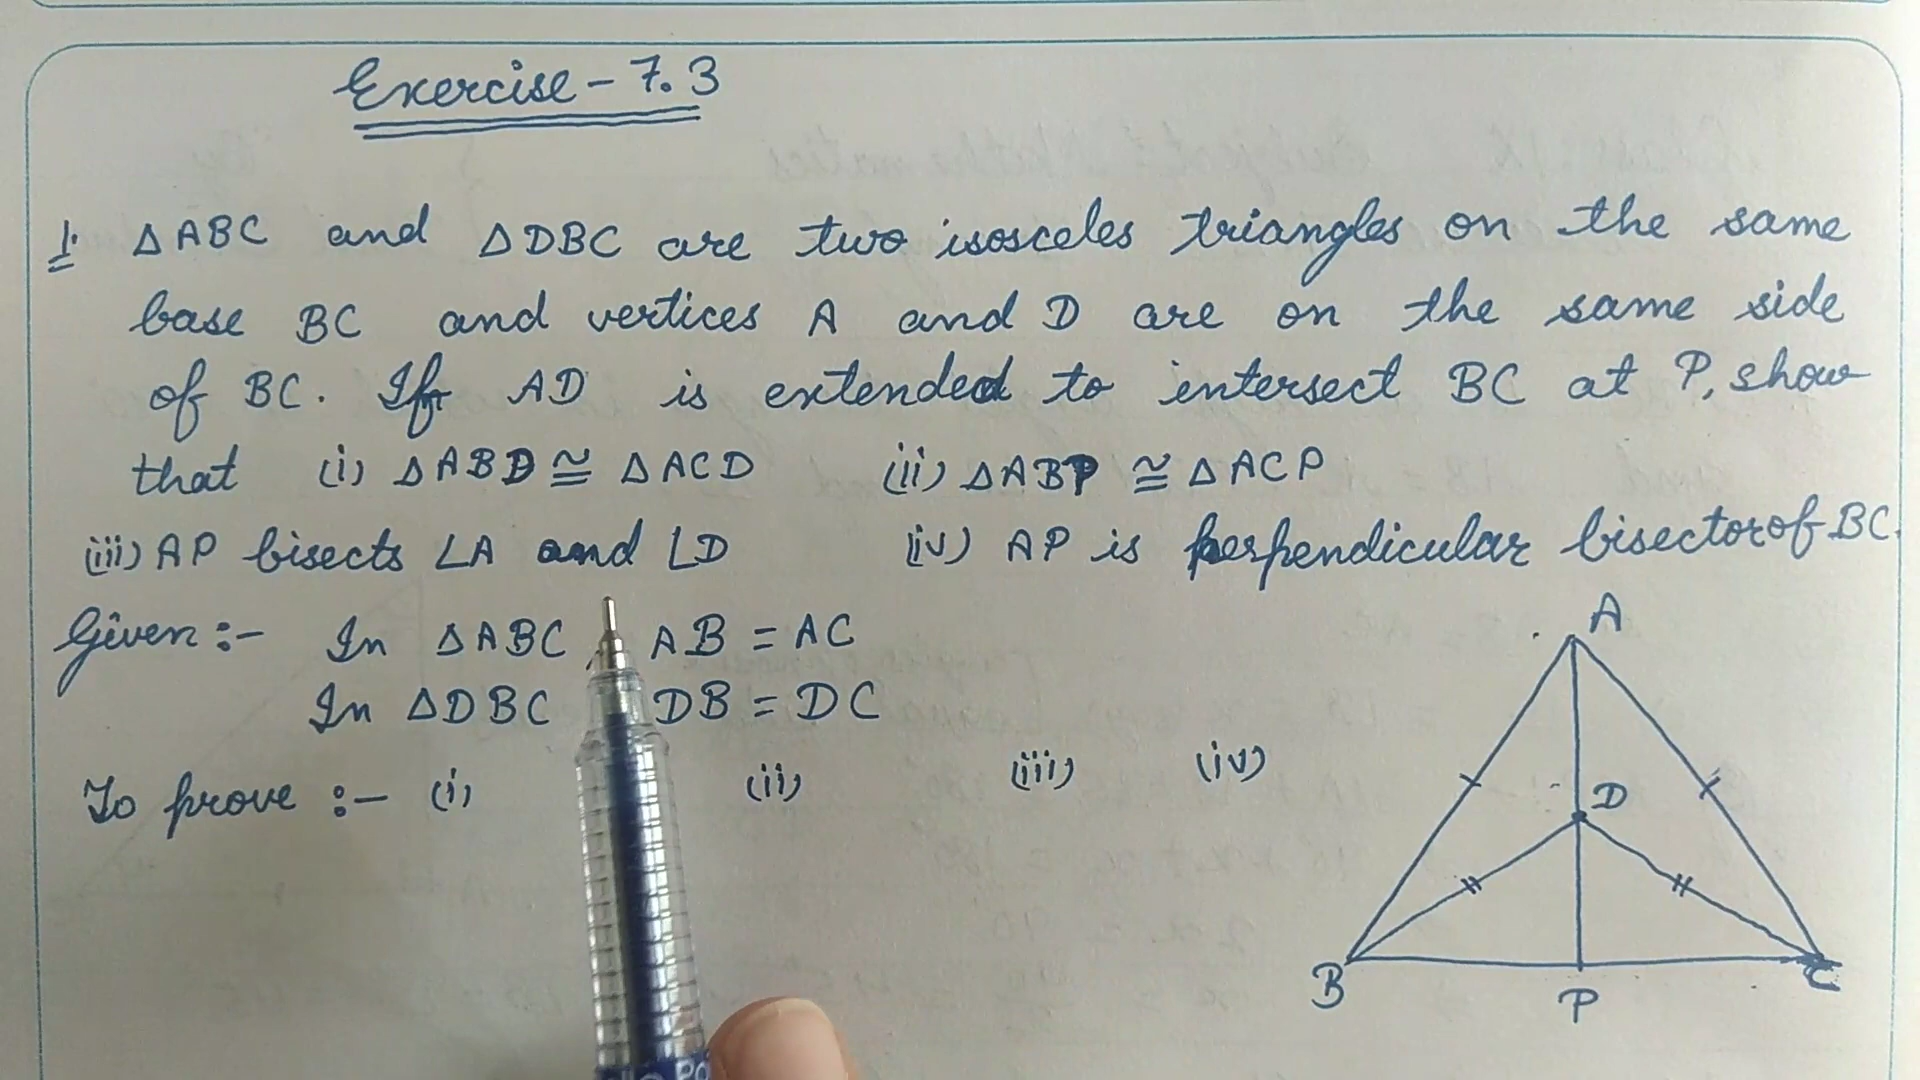 Exercise - 7.3
1. ΔABC and ΔDBC are two isosceles triangles on the same
base BC and vertices A and D are on the same side
of BC. If AD is extended to intersect BC at P, show
that (i) ΔABD ≅ ΔACD (ii) ΔABP ≅ ΔACP
(iii) AP bisects ∠A and ∠D (iv) AP is perpendicular bisector of BC.
Given :- In ΔABC, AB = AC
In ΔDBC DB = DC
To prove :- (i) (ii) (iii) (iv)
A
D
B P C